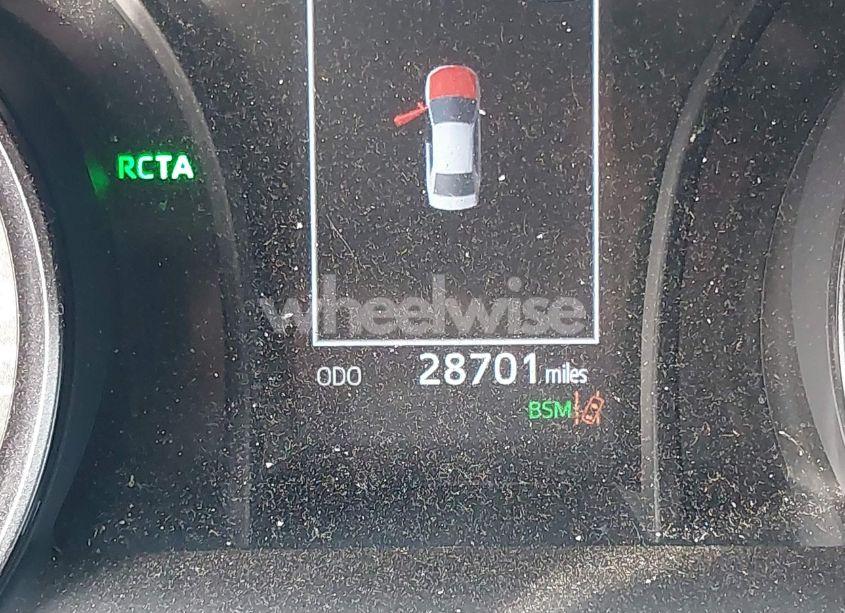 RCTA
wheelwise
ODO 28701 miles
BSM